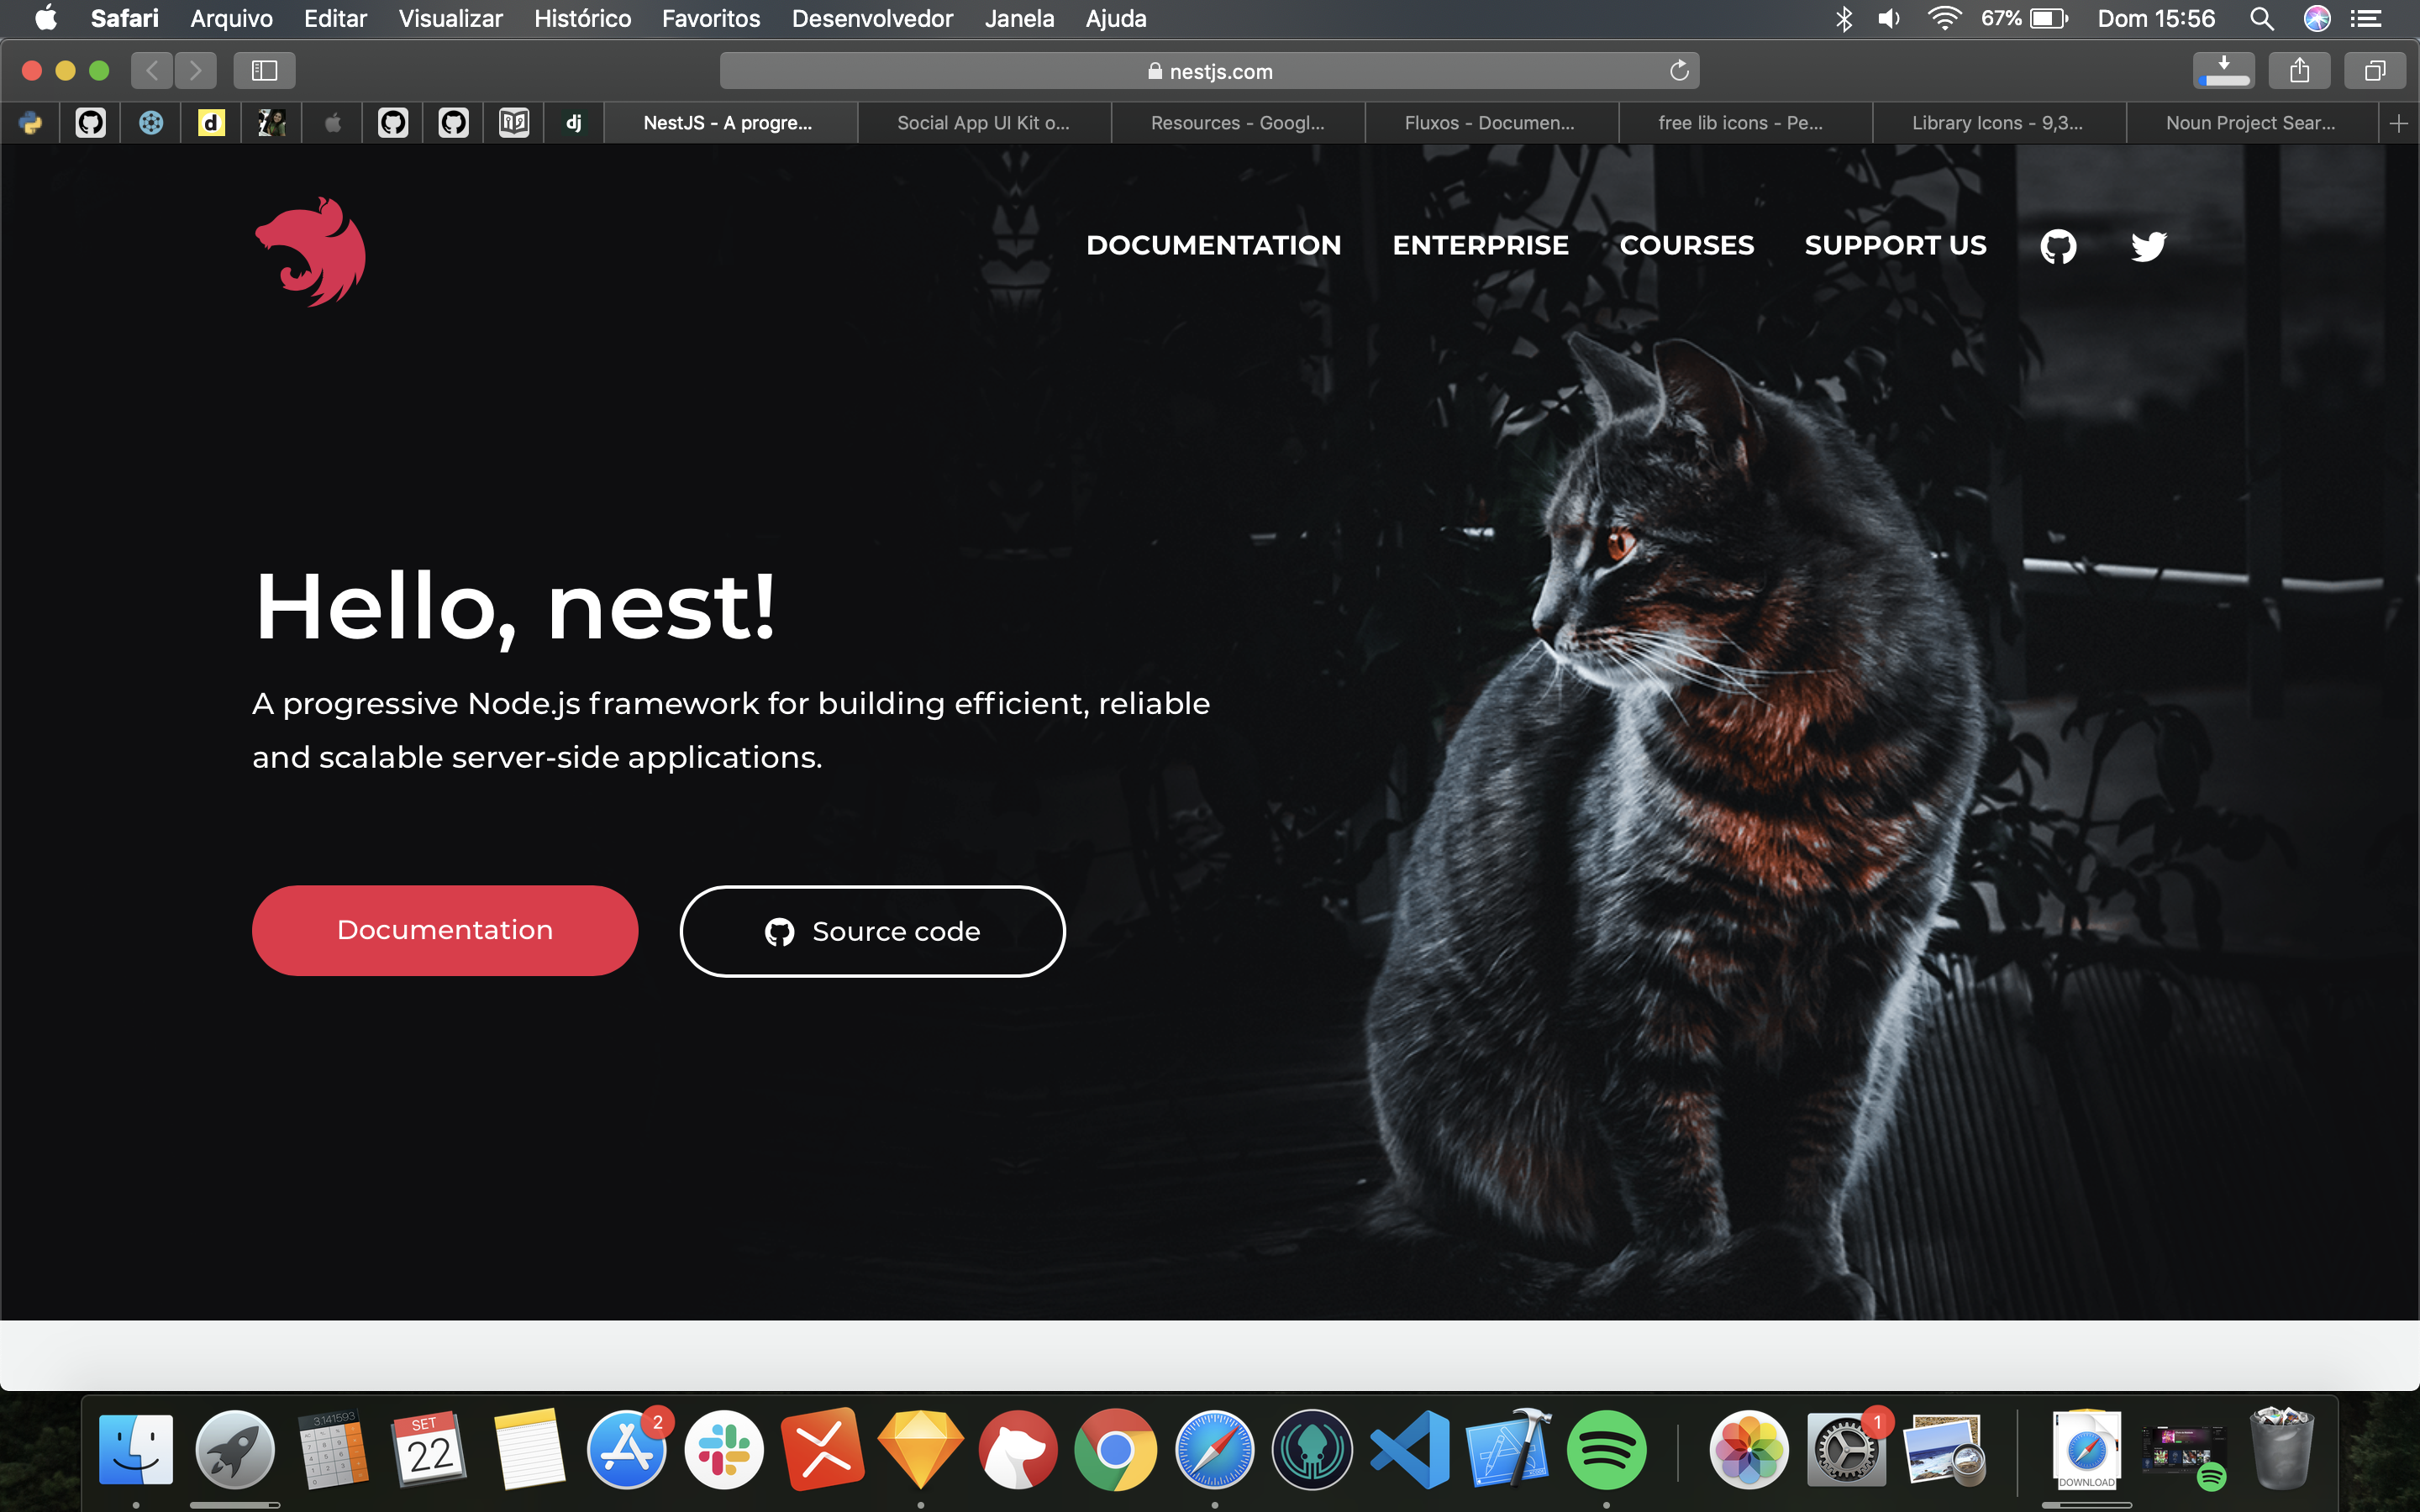 Safari Arquivo Editar Visualizar Histórico Favoritos Desenvolvedor Janela Ajuda 67% Dom 15:56
nestjs.com
d dj NestJS - A progre... Social App UI Kit o... Resources - Googl... Fluxos - Documen... free lib icons - Pe... Library Icons - 9,3... Noun Project Sear...
DOCUMENTATION ENTERPRISE COURSES SUPPORT US
Hello, nest!
A progressive Node.js framework for building efficient, reliable
and scalable server-side applications.
Documentation Source code
3,141593
SET
22
2
1
DOWNLOAD